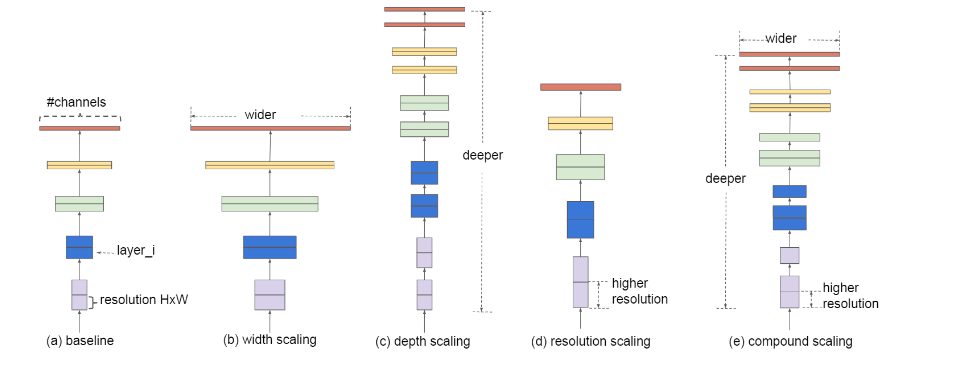 #channels
layer_i
resolution HxW
(a) baseline
wider
(b) width scaling
deeper
(c) depth scaling
higher
resolution
(d) resolution scaling
wider
deeper
higher
resolution
(e) compound scaling